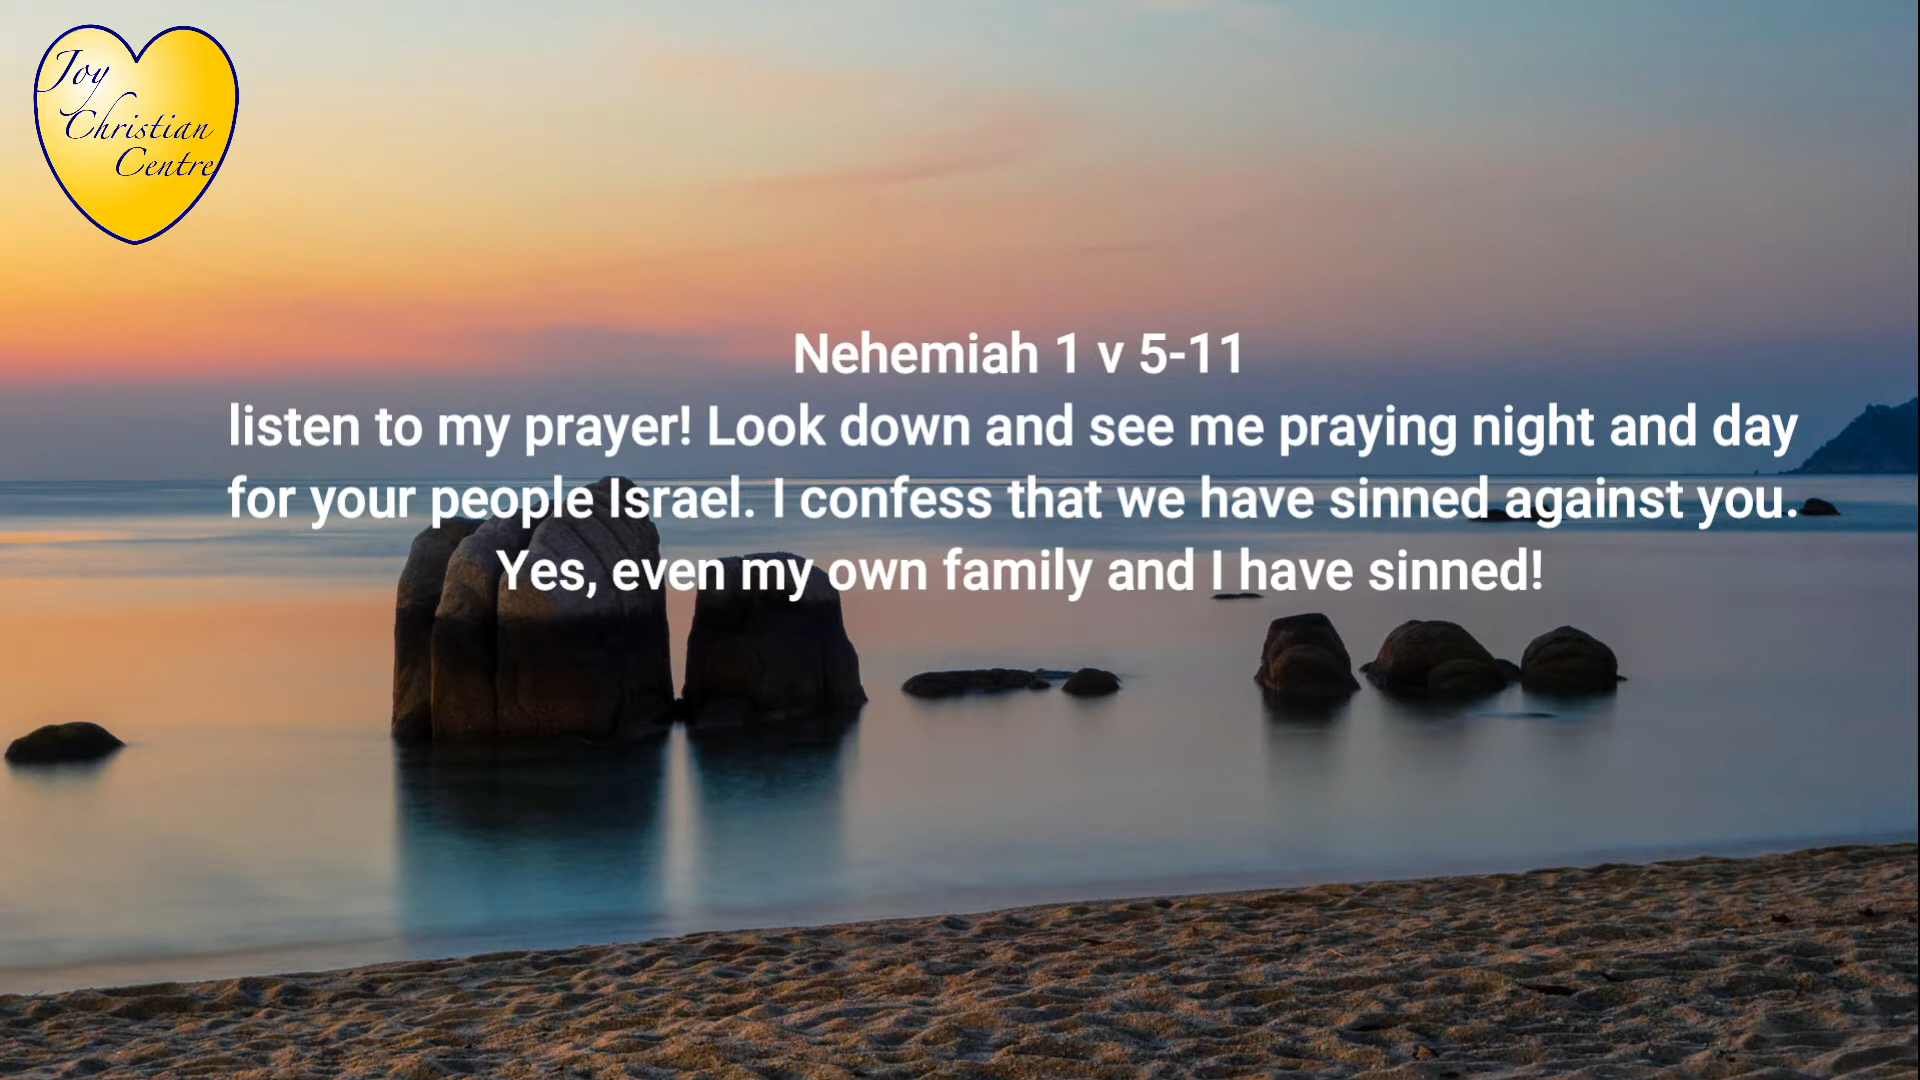 Joy
Christian
Centre
Nehemiah 1 v 5-11
listen to my prayer! Look down and see me praying night and day
for your people Israel. I confess that we have sinned against you.
Yes, even my own family and I have sinned!